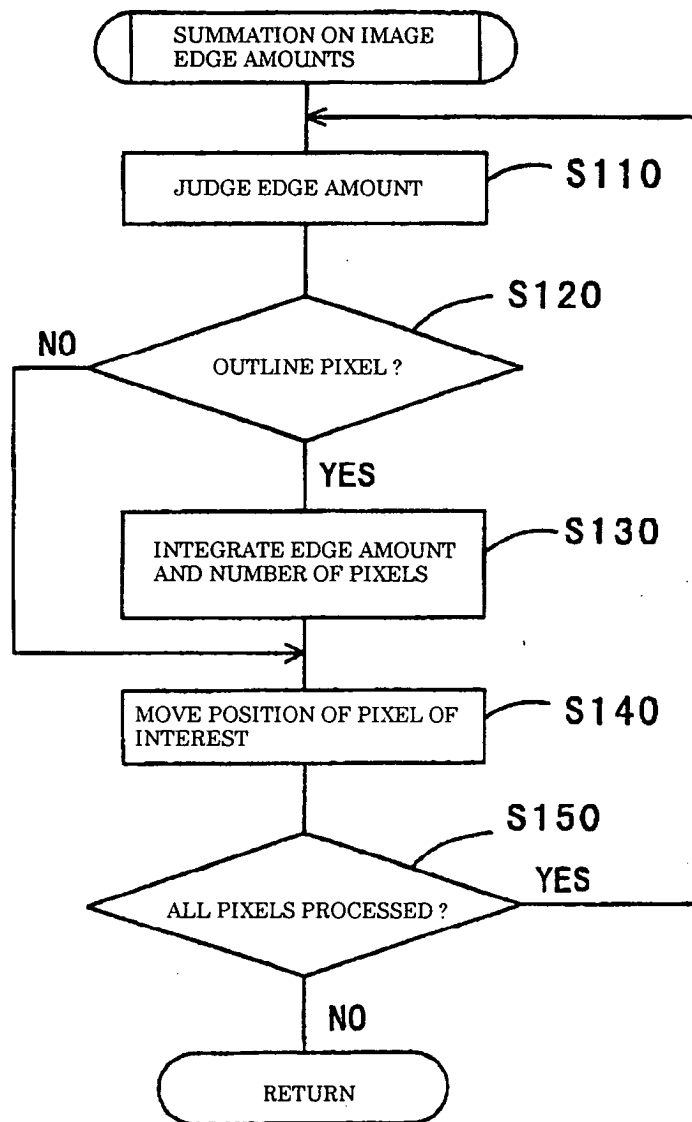 SUMMATION ON IMAGE
EDGE AMOUNTS
JUDGE EDGE AMOUNT
S110
S120
NO
OUTLINE PIXEL ?
YES
INTEGRATE EDGE AMOUNT
AND NUMBER OF PIXELS
S130
MOVE POSITION OF PIXEL OF
INTEREST
S140
S150
YES
ALL PIXELS PROCESSED ?
NO
RETURN